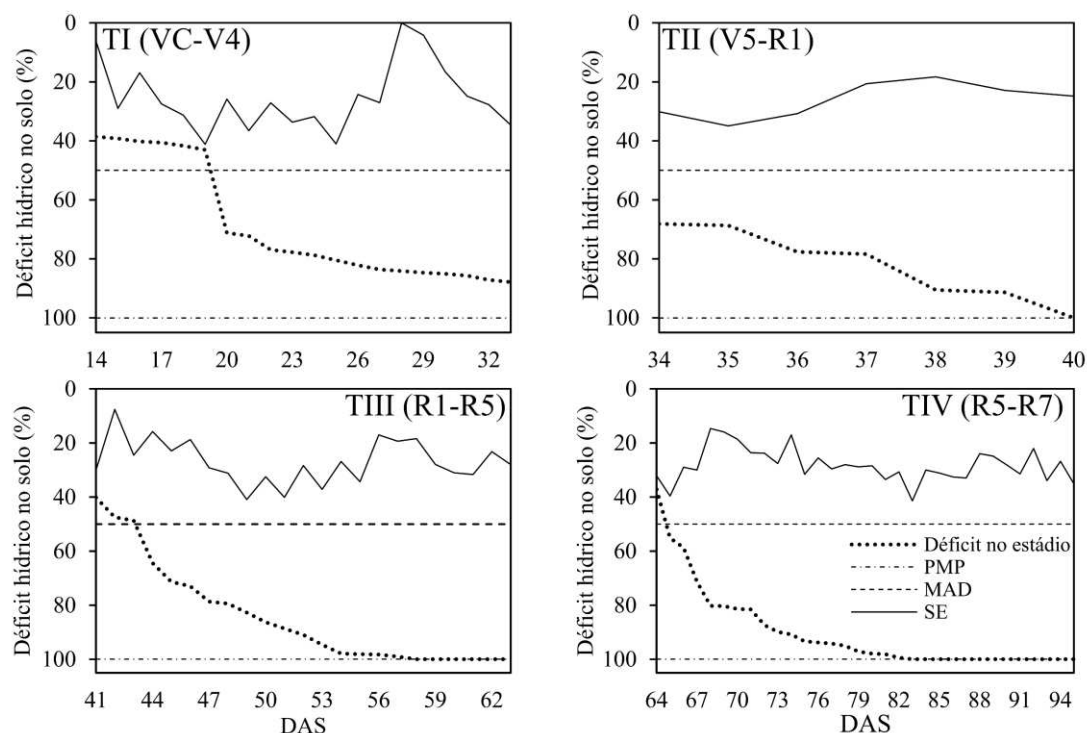 TI (VC-V4)
Déficit hídrico no solo (%)
0
20
40
60
80
100
14 17 20 23 26 29 32
TII (V5-R1)
Déficit hídrico no solo (%)
0
20
40
60
80
100
34 35 36 37 38 39 40
TIII (R1-R5)
Déficit hídrico no solo (%)
0
20
40
60
80
100
41 44 47 50 53 56 59 62
DAS
TIV (R5-R7)
Déficit hídrico no solo (%)
0
20
40
60
80
100
Déficit no estádio
PMP
MAD
SE
64 67 70 73 76 79 82 85 88 91 94
DAS